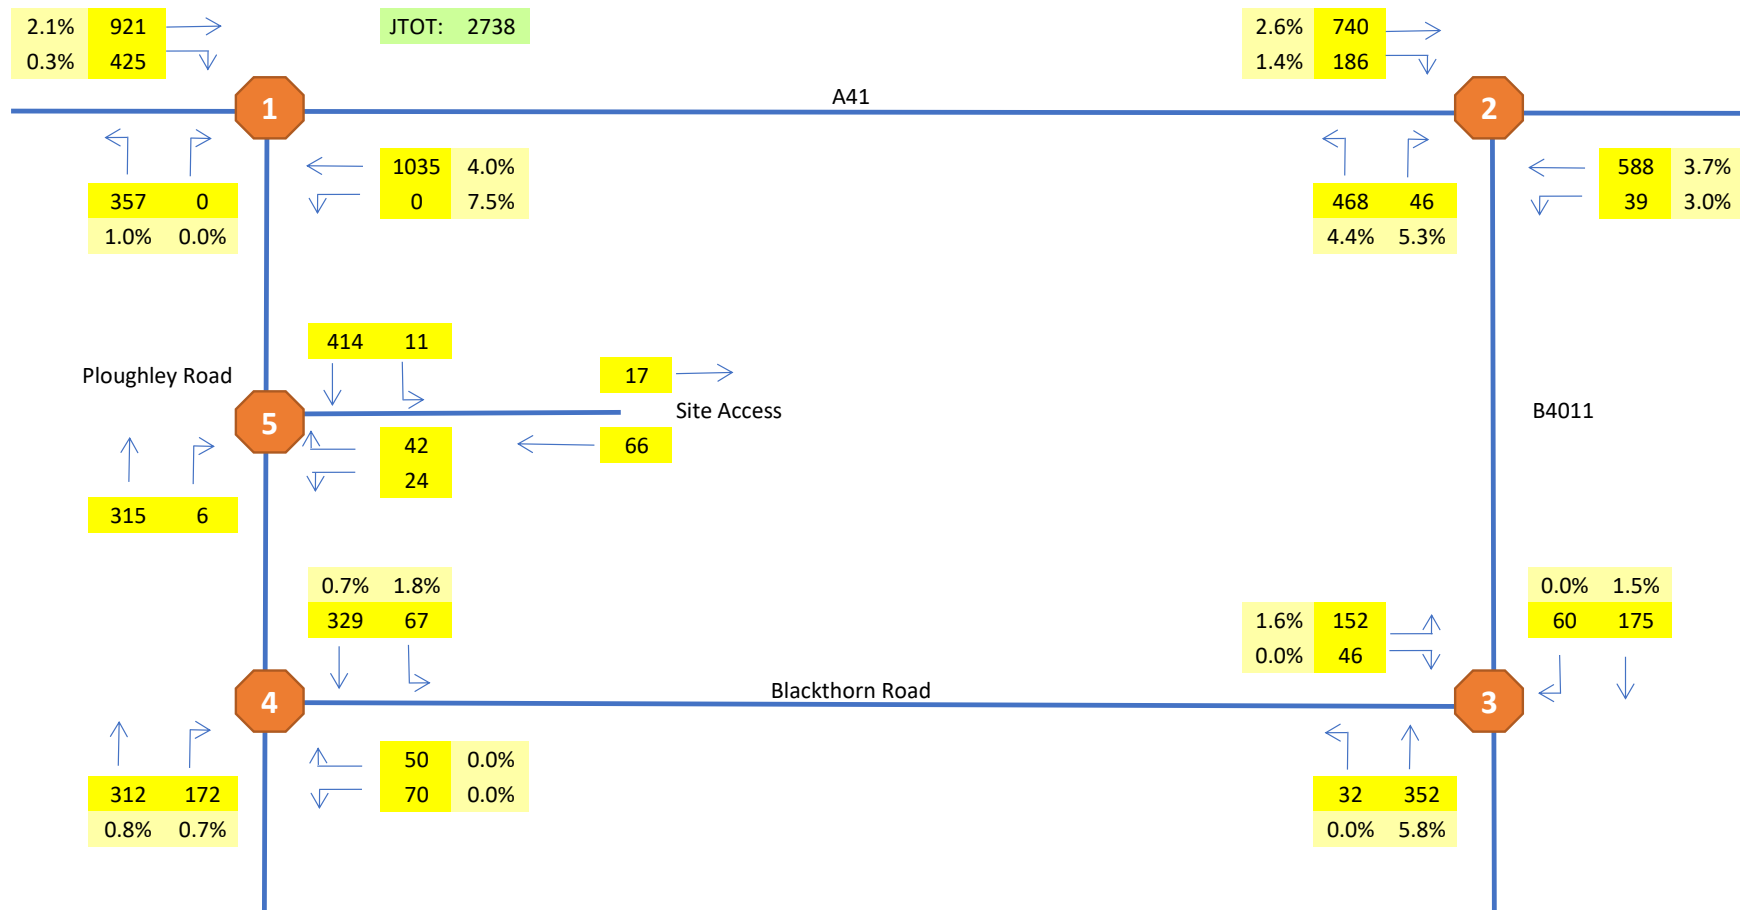 2.1% 921 JTOT: 2738 2.6% 740
0.3% 425 1.4% 186
1 A41 2
1035 4.0% 588 3.7%
357 0 0 7.5% 468 46 39 3.0%
1.0% 0.0% 4.4% 5.3%
414 11
Ploughley Road 17
5 Site Access B4011
42 66
24
315 6
0.7% 1.8% 0.0% 1.5%
329 67 1.6% 152 60 175
0.0% 46
4 Blackthorn Road 3
50 0.0%
312 172 70 0.0% 32 352
0.8% 0.7% 0.0% 5.8%